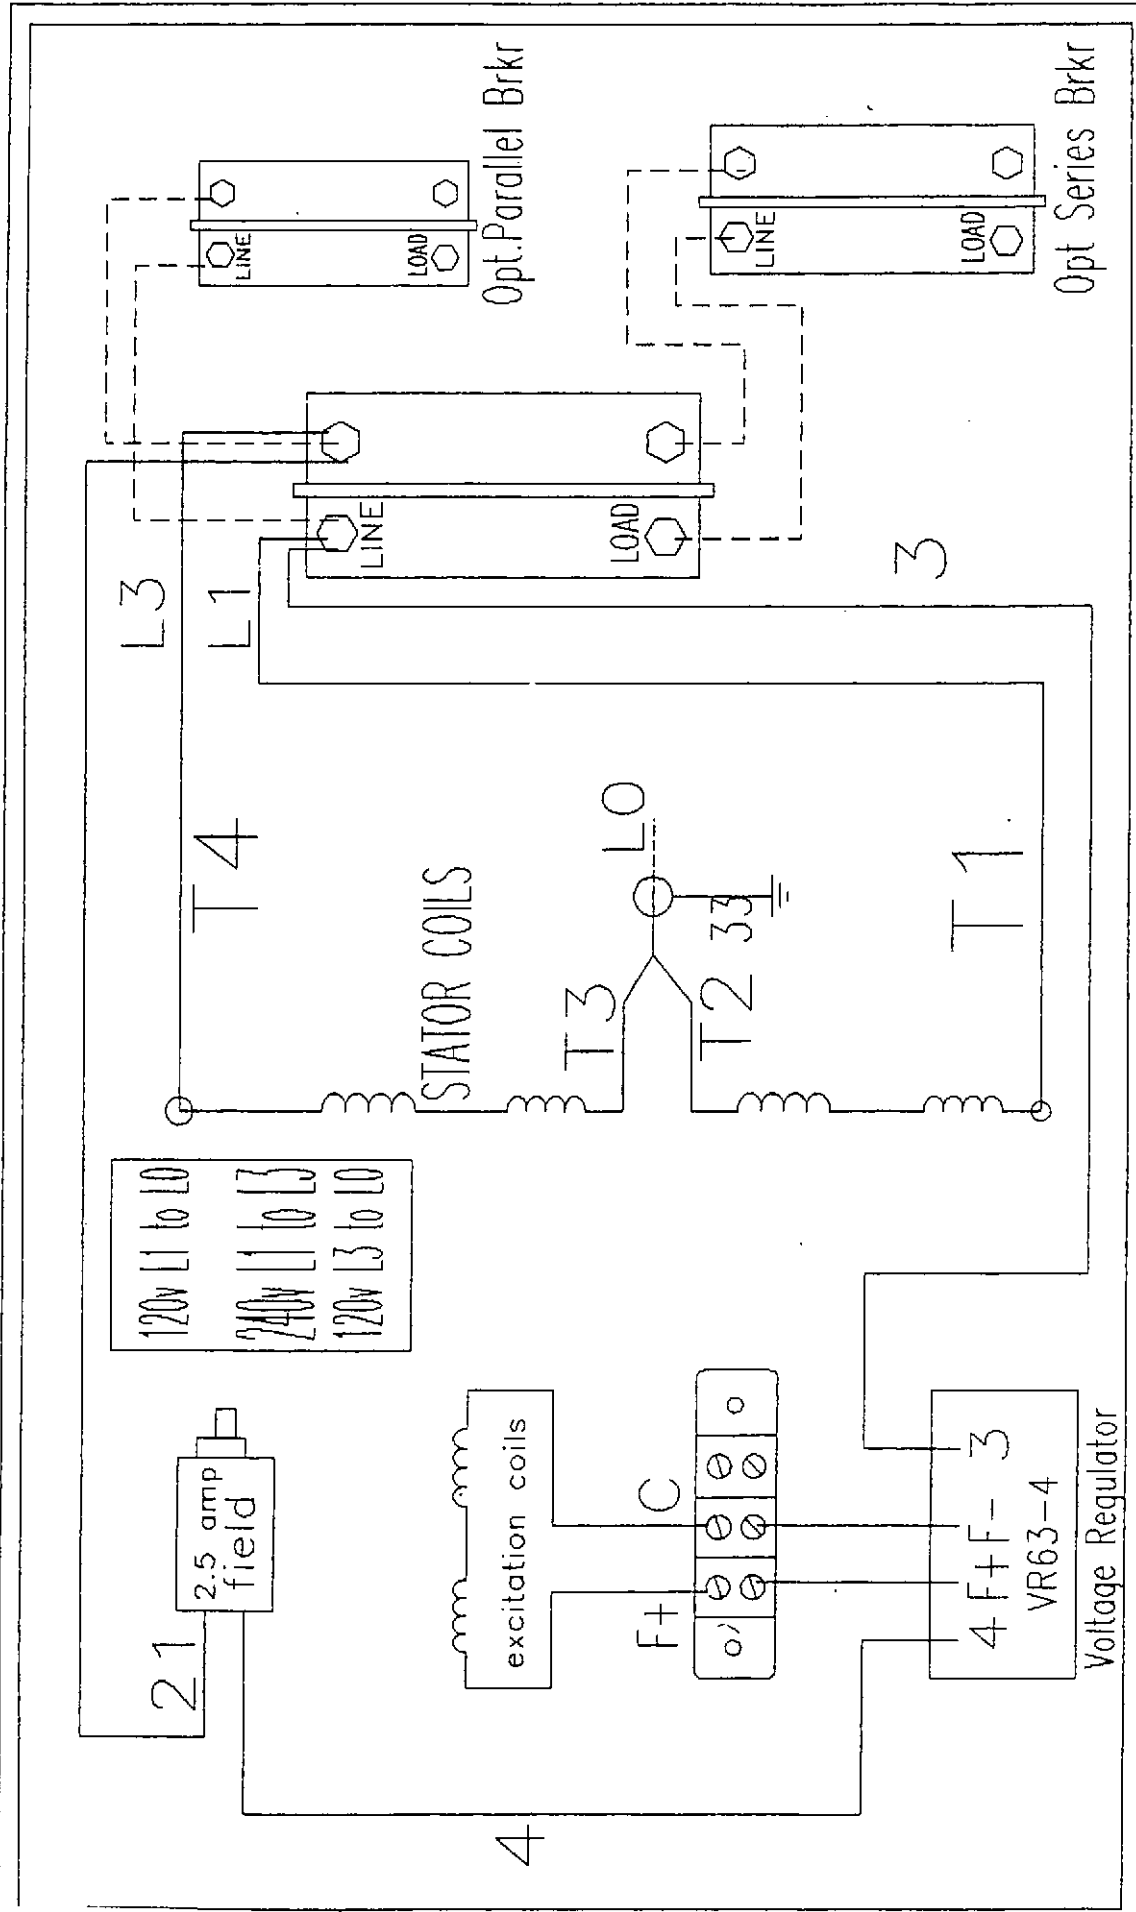 2.5 amp
field
21
4
120v L1 to L0
240v L1 to L3
120v L3 to L0
T4
L3
L1
STATOR COILS
T3
T2
33
L0
T1
LINE
LOAD
3
LINE
LOAD
Opt.Parallel Brkr
LINE
LOAD
Opt Series Brkr
excitation coils
F+
C
4 F+F- 3
VR63-4
Voltage Regulator